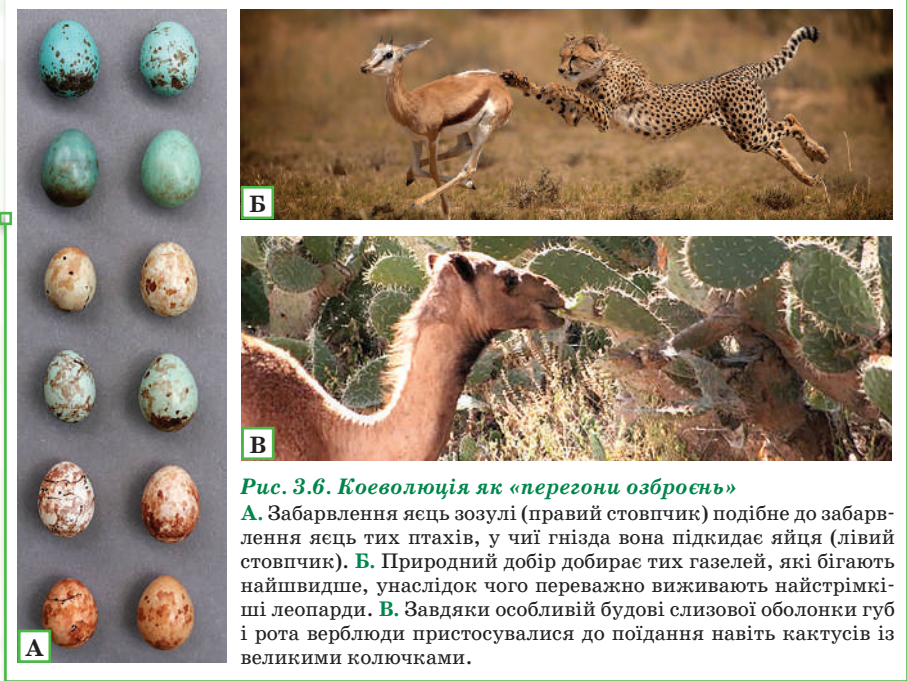 А
Б
В
Рис. 3.6. Коеволюція як «перегони озброєнь»
А. Забарвлення яєць зозулі (правий стовпчик) подібне до забарв-
лення яєць тих птахів, у чиї гнізда вона підкидає яйця (лівий
стовпчик). Б. Природний добір добирає тих газелей, які бігають
найшвидше, унаслідок чого переважно виживають найстрімкі-
ші леопарди. В. Завдяки особливій будові слизової оболонки губ
і рота верблюди пристосувалися до поїдання навіть кактусів із
великими колючками.